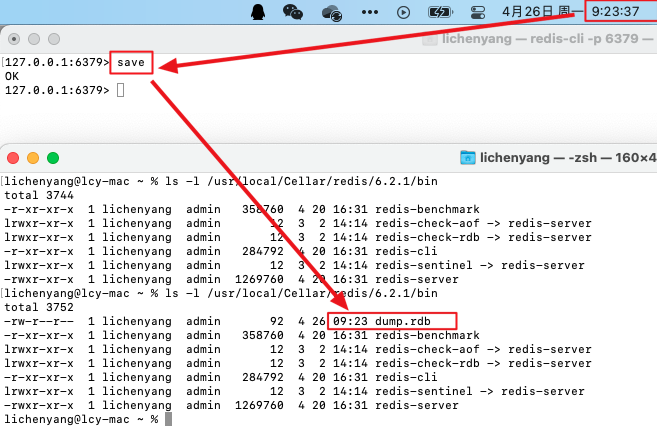 4月26日 周一 9:23:37
lichenyang — redis-cli -p 6379 —
[127.0.0.1:6379> save
OK
127.0.0.1:6379>
lichenyang — -zsh — 160×4
[lichenyang@lcy-mac ~ % ls -l /usr/local/Cellar/redis/6.2.1/bin
total 3744
-r-xr-xr-x 1 lichenyang admin 358760 4 20 16:31 redis-benchmark
lrwxr-xr-x 1 lichenyang admin 12 3 2 14:14 redis-check-aof -> redis-server
lrwxr-xr-x 1 lichenyang admin 12 3 2 14:14 redis-check-rdb -> redis-server
-r-xr-xr-x 1 lichenyang admin 284792 4 20 16:31 redis-cli
lrwxr-xr-x 1 lichenyang admin 12 3 2 14:14 redis-sentinel -> redis-server
-rwxr-xr-x 1 lichenyang admin 1269760 4 20 16:31 redis-server
[lichenyang@lcy-mac ~ % ls -l /usr/local/Cellar/redis/6.2.1/bin
total 3752
-rw-r--r-- 1 lichenyang admin 92 4 26 09:23 dump.rdb
-r-xr-xr-x 1 lichenyang admin 358760 4 20 16:31 redis-benchmark
lrwxr-xr-x 1 lichenyang admin 12 3 2 14:14 redis-check-aof -> redis-server
lrwxr-xr-x 1 lichenyang admin 12 3 2 14:14 redis-check-rdb -> redis-server
-r-xr-xr-x 1 lichenyang admin 284792 4 20 16:31 redis-cli
lrwxr-xr-x 1 lichenyang admin 12 3 2 14:14 redis-sentinel -> redis-server
-rwxr-xr-x 1 lichenyang admin 1269760 4 20 16:31 redis-server
lichenyang@lcy-mac ~ %